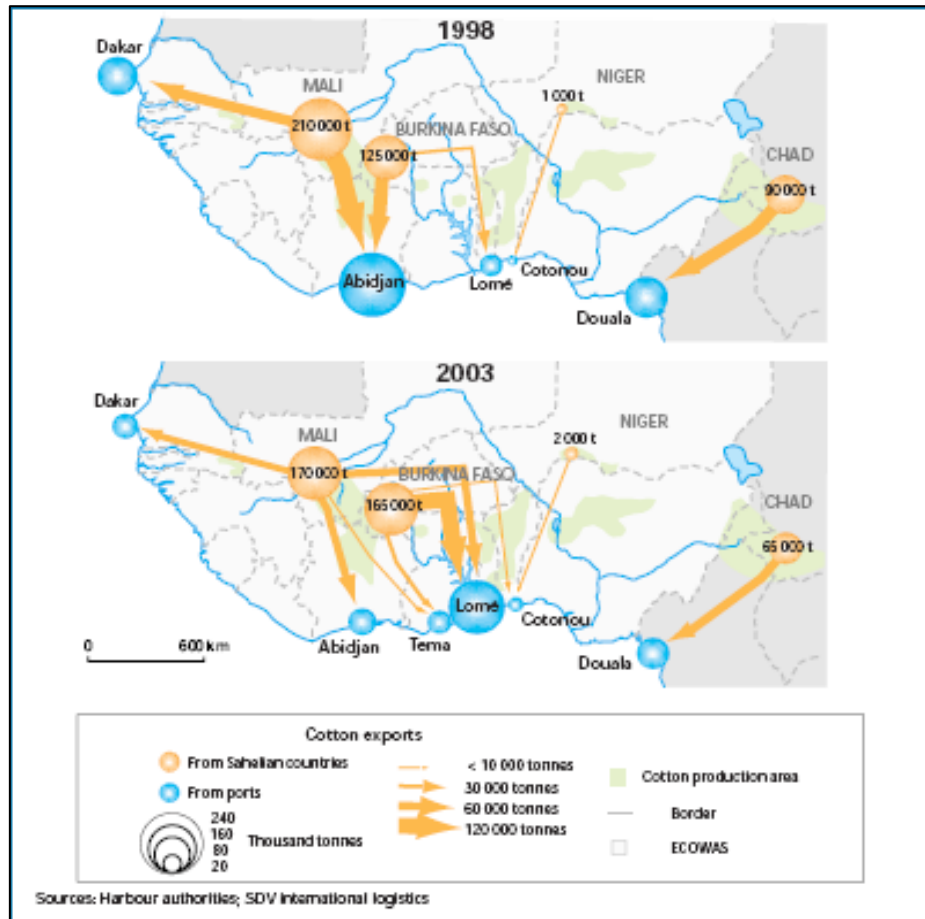 1998
Dakar
MALI
NIGER
1 000 t
210 000 t
BURKINA FASO
125 000 t
CHAD
90 000 t
Abidjan
Lomé
Cotonou
Douala
2003
Dakar
MALI
NIGER
2 000 t
170 000 t
BURKINA FASO
165 000 t
CHAD
65 000 t
Lomé
Cotonou
Abidjan
Tema
Douala
0 600 km
Cotton exports
From Sahelian countries
From ports
240
160
80
20
Thousand tonnes
< 10 000 tonnes
30 000 tonnes
60 000 tonnes
120 000 tonnes
Cotton production area
Border
ECOWAS
Sources: Harbour authorities; SDV international logistics